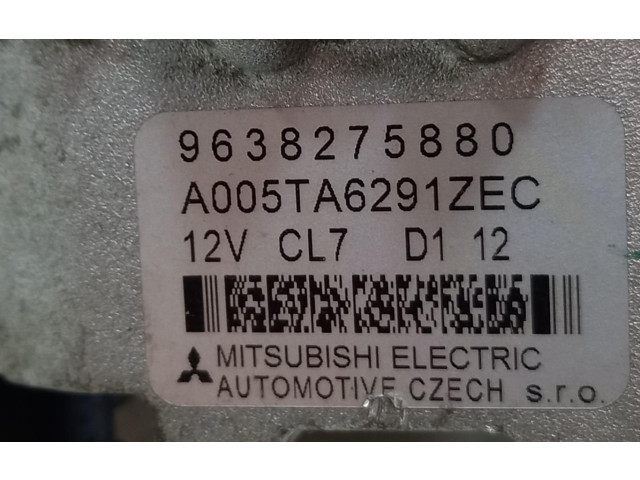 9638275880
A005TA6291ZEC
12V CL7 D1 12
MITSUBISHI ELECTRIC
AUTOMOTIVE CZECH s.r.o.